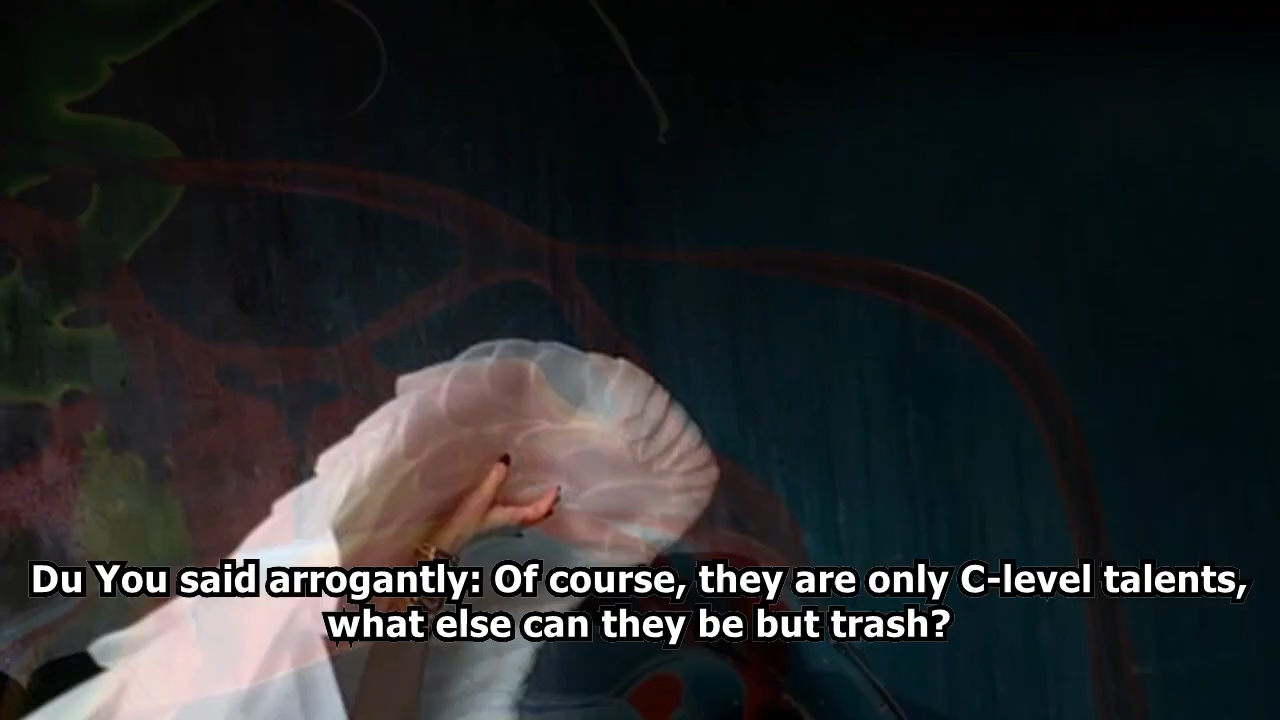 Du You said arrogantly: Of course, they are only C-level talents,
what else can they be but trash?